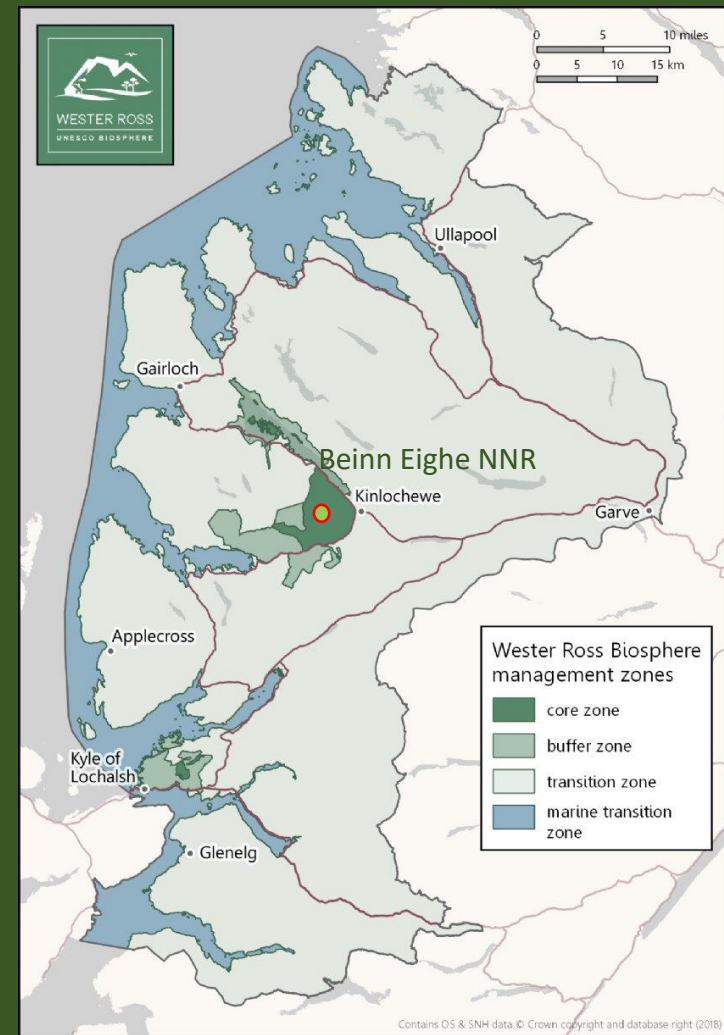 WESTER ROSS
UNESCO BIOSPHERE
0 5 10 miles
0 5 10 15 km
Ullapool
Gairloch
Beinn Eighe NNR
Kinlochewe
Garve
Applecross
Wester Ross Biosphere
management zones
core zone
buffer zone
transition zone
marine transition
zone
Kyle of
Lochalsh
Glenelg
Contains OS & SNH data © Crown copyright and database right (2018)